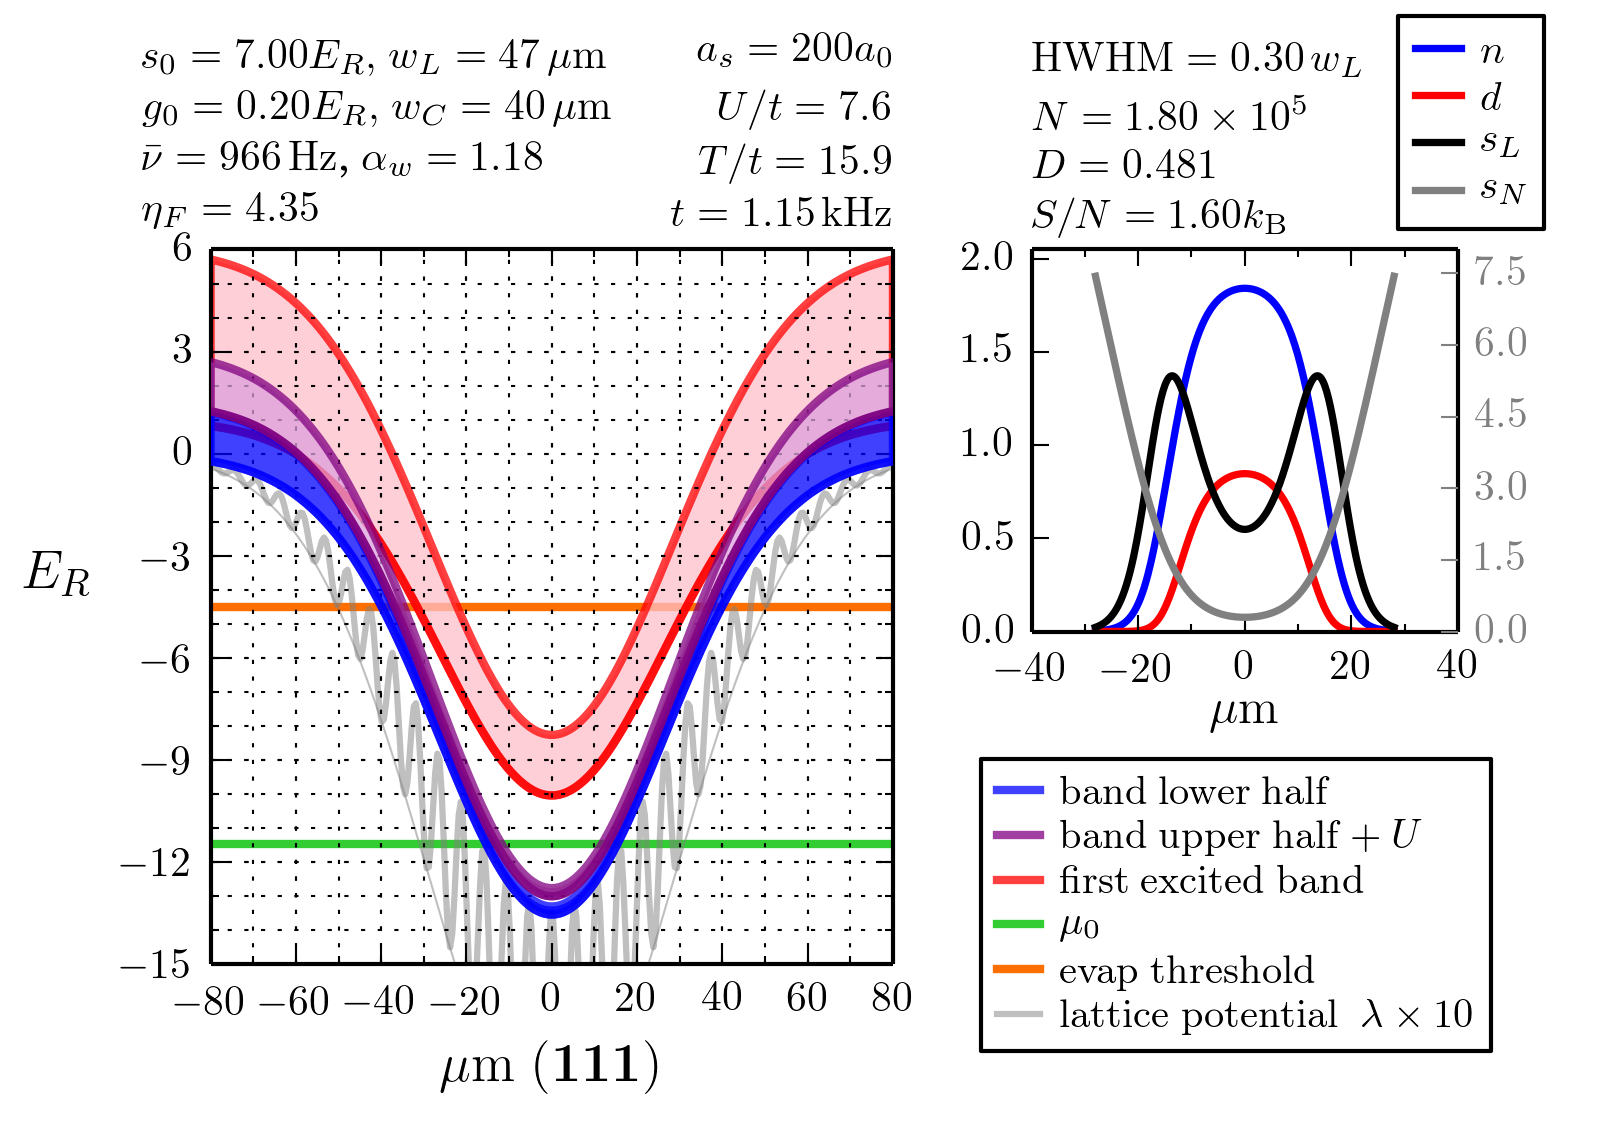 s₀ = 7.00E_R, w_L = 47 μm
g₀ = 0.20E_R, w_C = 40 μm
ν̄ = 966 Hz, α_w = 1.18
η_F = 4.35
a_s = 200a₀
U/t = 7.6
T/t = 15.9
t = 1.15 kHz
HWHM = 0.30 w_L
N = 1.80 × 10⁵
D = 0.481
S/N = 1.60k_B
n
d
s_L
s_N
6
3
0
−3
−6
−9
−12
−15
E_R
−80 −60 −40 −20 0 20 40 60 80
μm (111)
2.0
1.5
1.0
0.5
0.0
7.5
6.0
4.5
3.0
1.5
0.0
−40 −20 0 20 40
μm
band lower half
band upper half + U
first excited band
μ₀
evap threshold
lattice potential λ × 10